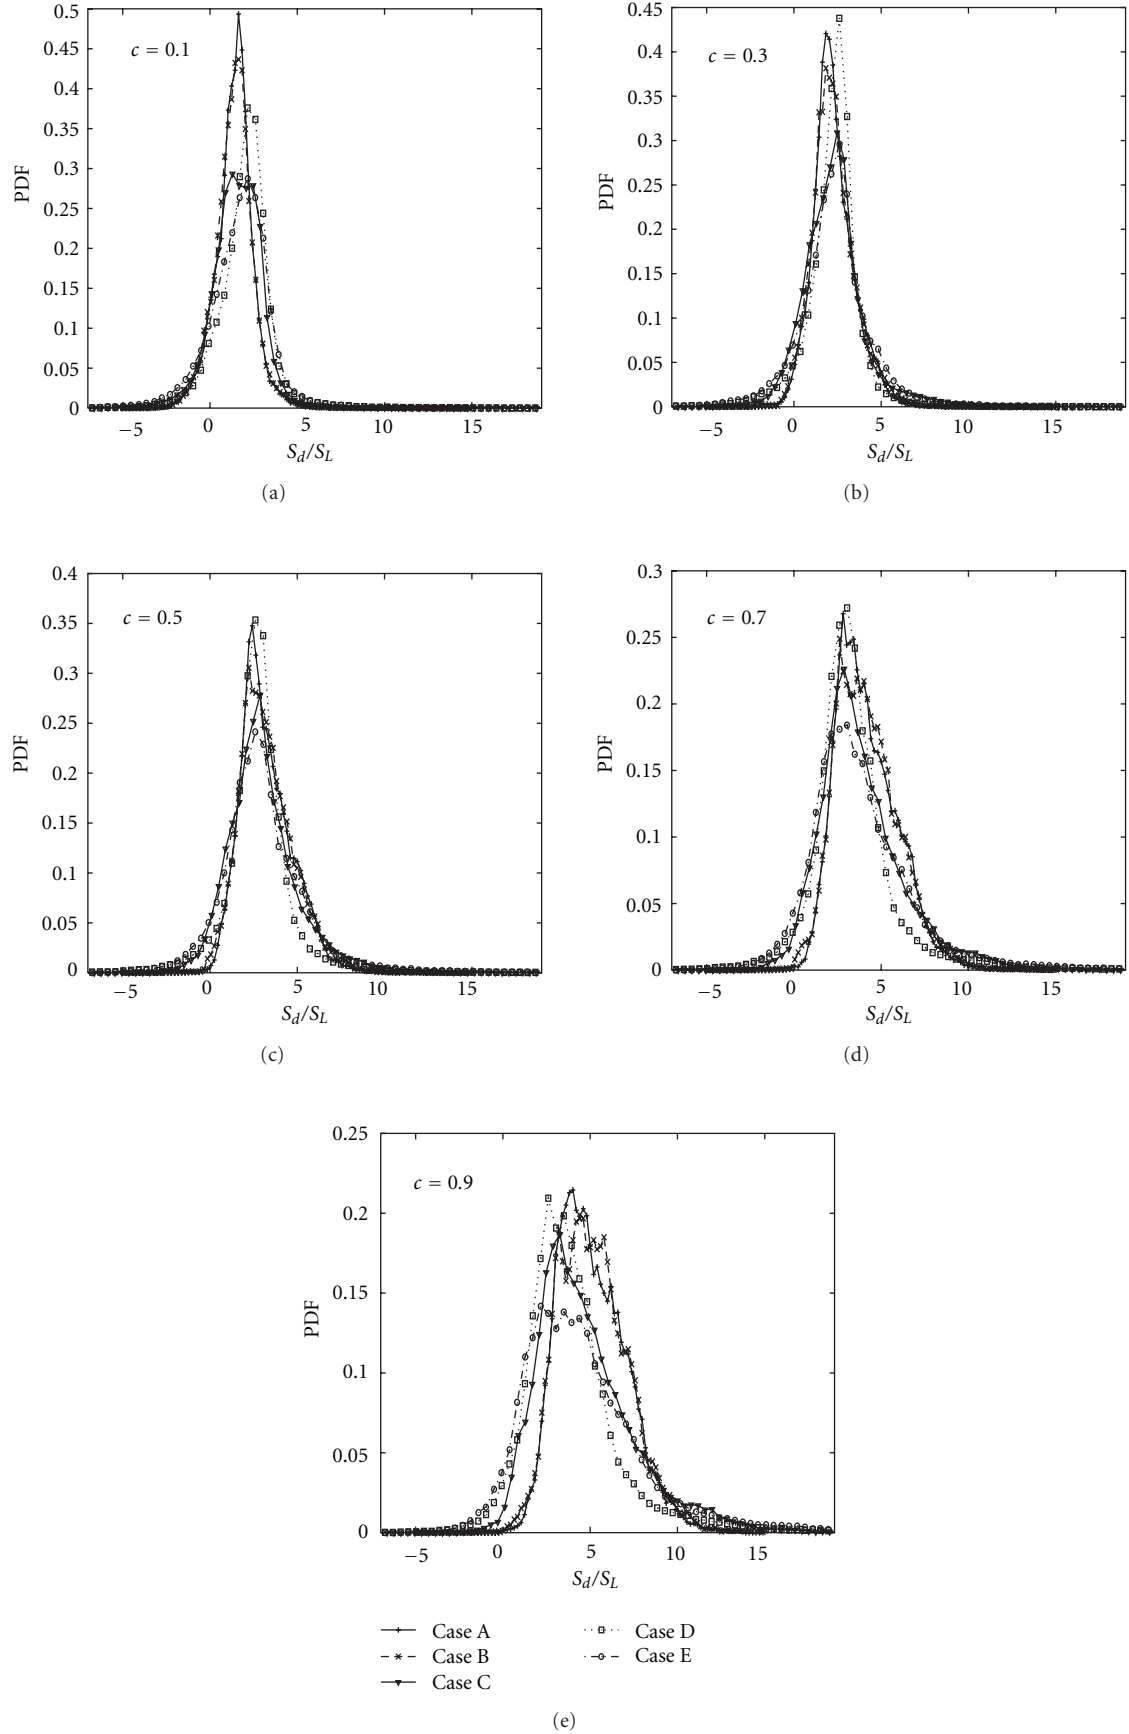 0.5
0.45
0.4
0.35
0.3
0.25
0.2
0.15
0.1
0.05
0
PDF
c = 0.1
−5 0 5 10 15
S_d/S_L
(a)
0.45
0.4
0.35
0.3
0.25
0.2
0.15
0.1
0.05
0
PDF
c = 0.3
−5 0 5 10 15
S_d/S_L
(b)
0.4
0.35
0.3
0.25
0.2
0.15
0.1
0.05
0
PDF
c = 0.5
−5 0 5 10 15
S_d/S_L
(c)
0.3
0.25
0.2
0.15
0.1
0.05
0
PDF
c = 0.7
−5 0 5 10 15
S_d/S_L
(d)
0.25
0.2
0.15
0.1
0.05
0
PDF
c = 0.9
−5 0 5 10 15
S_d/S_L
Case A
Case B
Case C
Case D
Case E
(e)